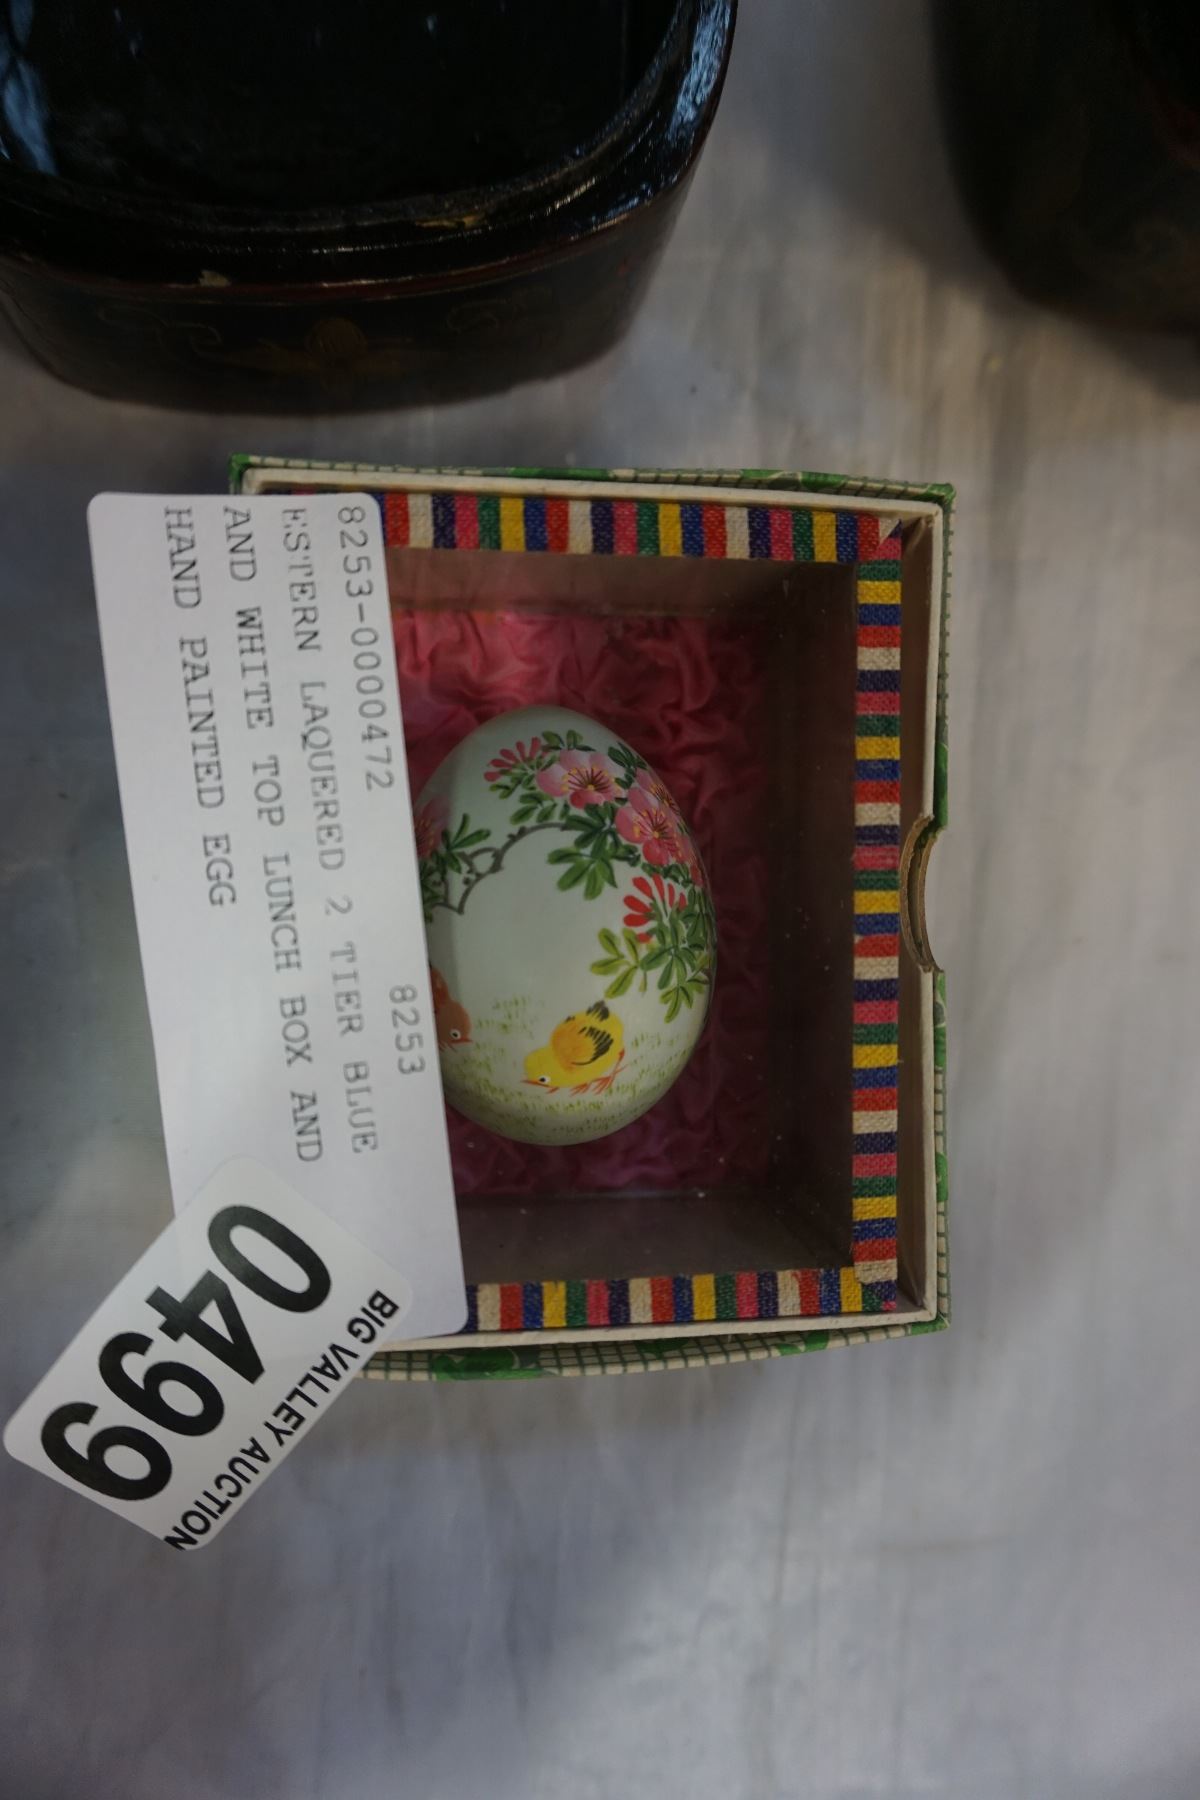 8253-0000472 8253
ESTERN LAQUERED 2 TIER BLUE
AND WHITE TOP LUNCH BOX AND
HAND PAINTED EGG
BIG VALLEY AUCTION
0499